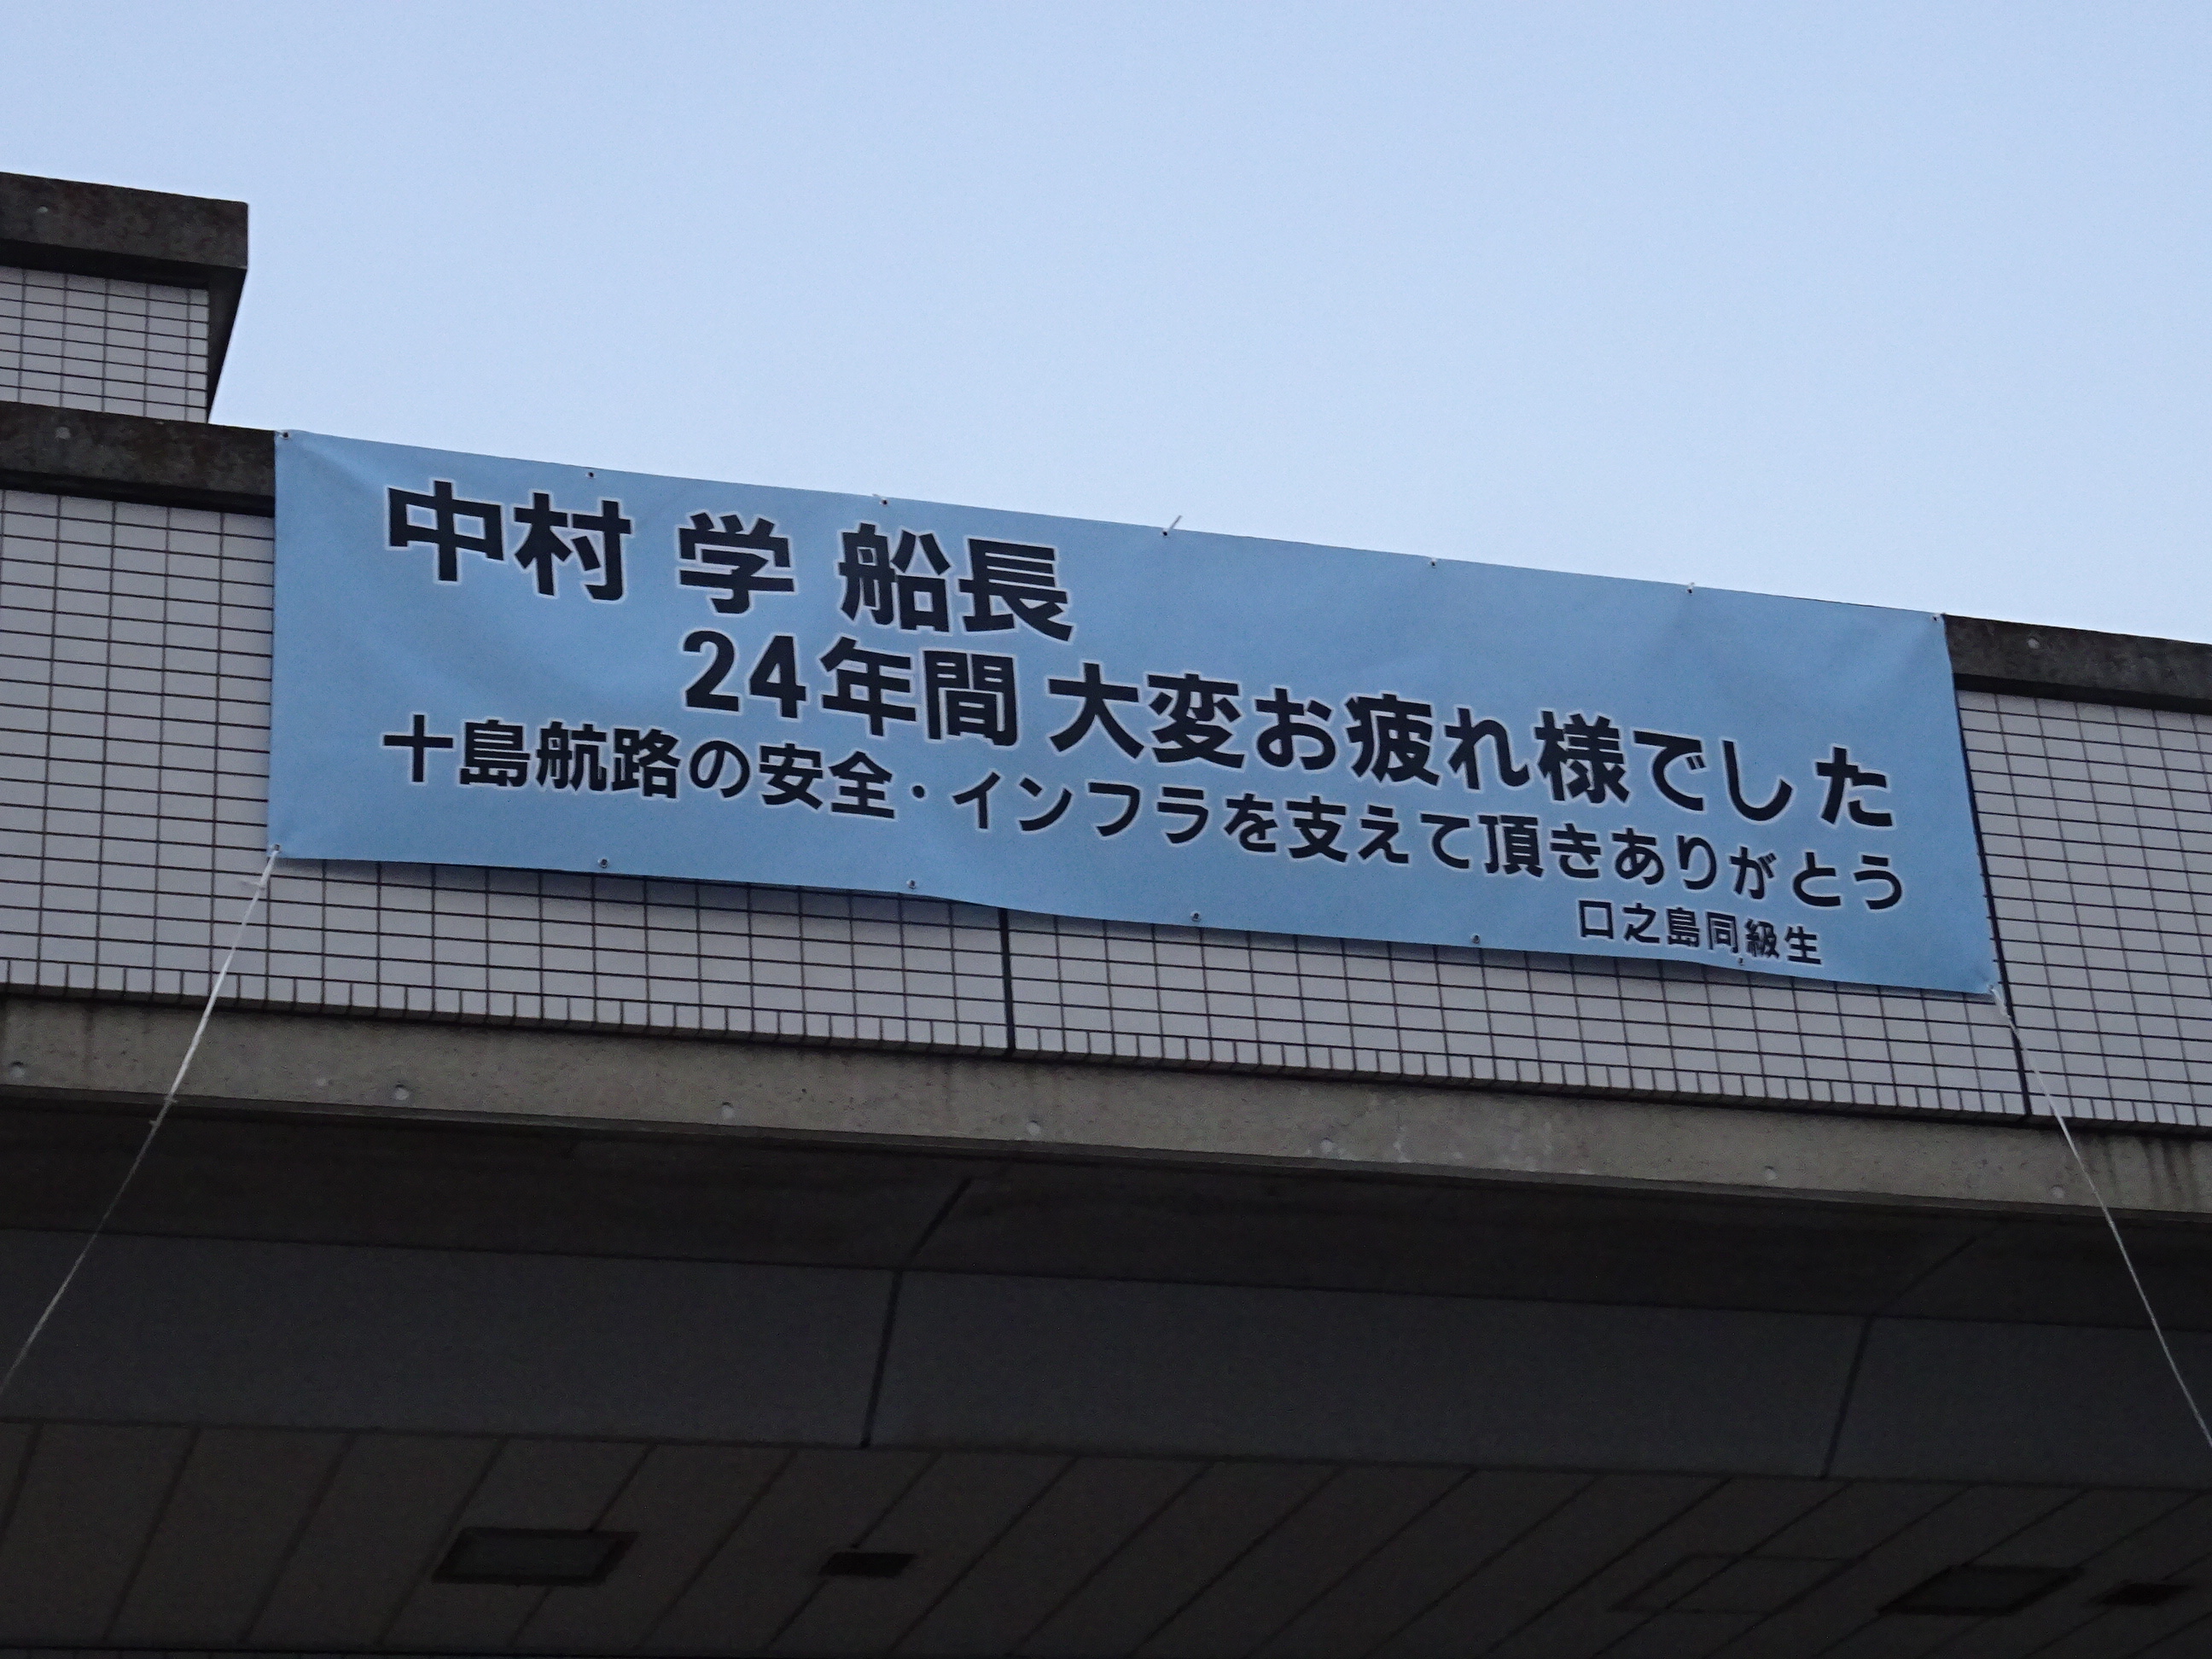 中村 学 船長
24年間 大変お疲れ様でした
十島航路の安全・インフラを支えて頂きありがとう
口之島同級生